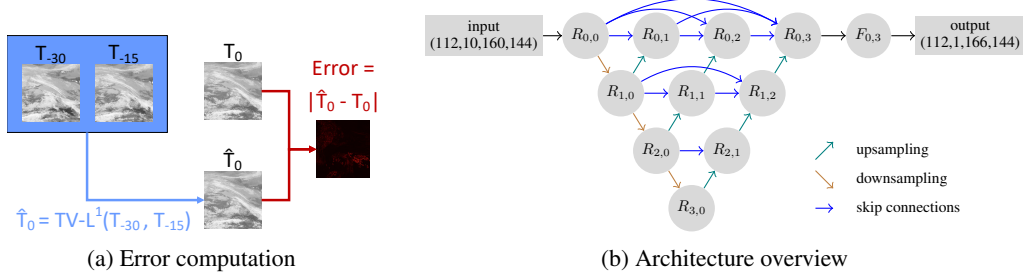 T-30 T-15
T0
Error =
|T̂0 - T0|
T̂0
T̂0 = TV-L¹(T-30 , T-15)
(a) Error computation
input
(112,10,160,144)
R0,0
R0,1
R0,2
R0,3
F0,3
output
(112,1,166,144)
R1,0
R1,1
R1,2
R2,0
R2,1
R3,0
upsampling
downsampling
skip connections
(b) Architecture overview